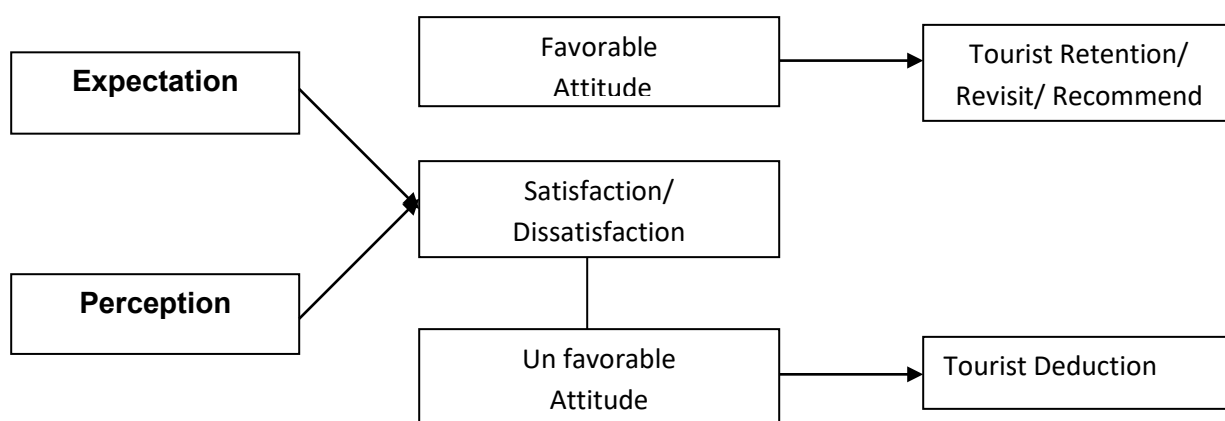 Expectation
Perception
Favorable
Attitude
Satisfaction/
Dissatisfaction
Un favorable
Attitude
Tourist Retention/
Revisit/ Recommend
Tourist Deduction